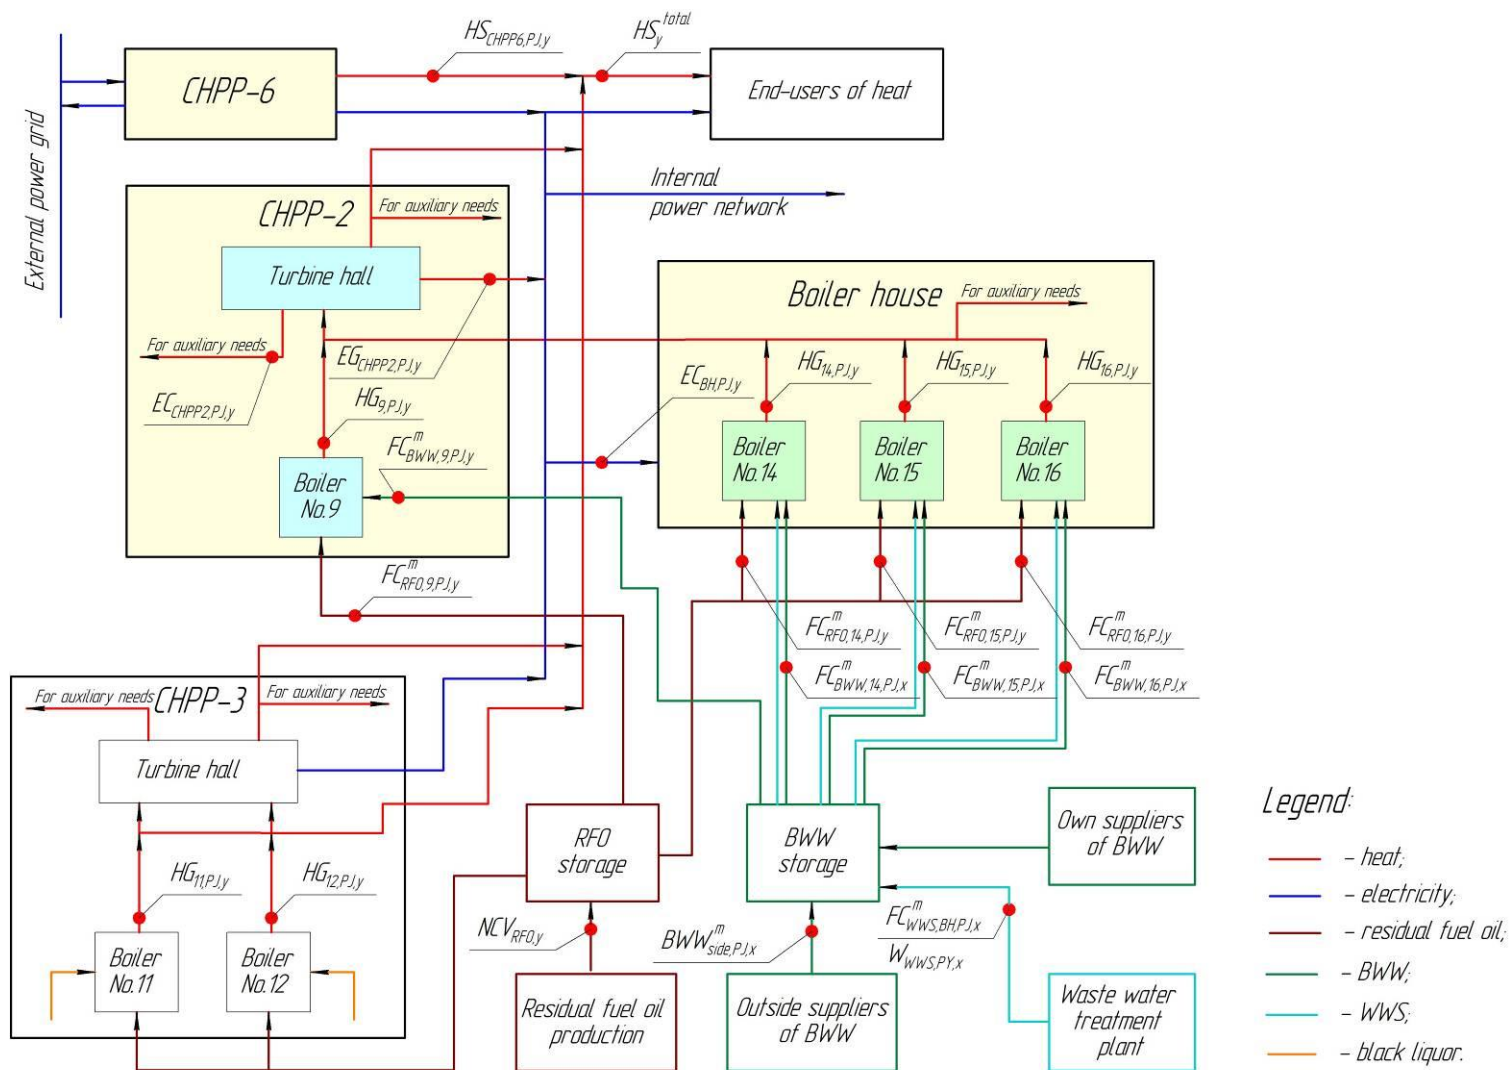 HS_CHPP6,PJ,y
HS_y^total
External power grid
CHPP-6
End-users of heat
Internal
power network
CHPP-2
For auxiliary needs
Turbine hall
For auxiliary needs
EC_CHPP2,PJ,y
EG_CHPP2,PJ,y
HG_9,PJ,y
FC^m_BWW,9,PJ,y
Boiler
No.9
FC^m_RFO,9,PJ,y
Boiler house
For auxiliary needs
EC_BH,PJ,y
HG_14,PJ,y
HG_15,PJ,y
HG_16,PJ,y
Boiler
No.14
Boiler
No.15
Boiler
No.16
FC^m_RFO,14,PJ,y
FC^m_RFO,15,PJ,y
FC^m_RFO,16,PJ,y
FC^m_BWW,14,PJ,x
FC^m_BWW,15,PJ,x
FC^m_BWW,16,PJ,x
For auxiliary needs
CHPP-3
For auxiliary needs
Turbine hall
HG_11,PJ,y
HG_12,PJ,y
Boiler
No.11
Boiler
No.12
RFO
storage
NCV_RFO,y
Residual fuel oil
production
BWW
storage
BWW^m_side,PJ,x
Outside suppliers
of BWW
Own suppliers
of BWW
FC^m_WWS,BH,PJ,x
W_WWS,PY,x
Waste water
treatment
plant
Legend:
- heat;
- electricity;
- residual fuel oil;
- BWW;
- WWS;
- black liquor.